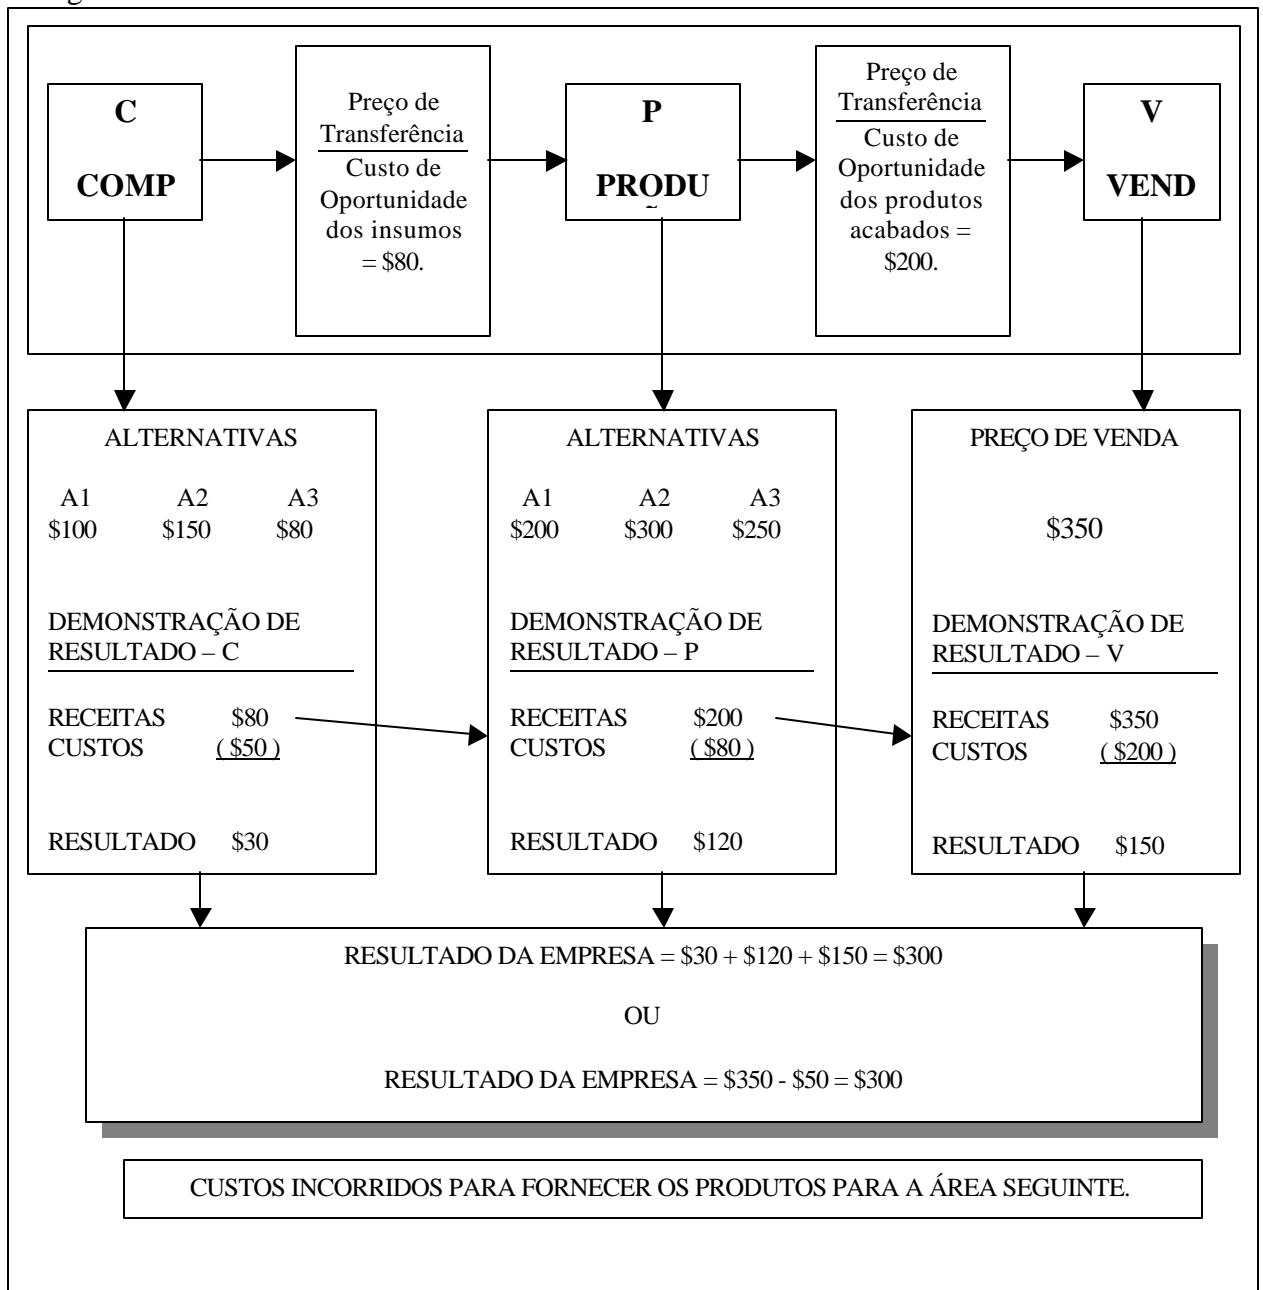 C
COMP
Preço de
Transferência
Custo de
Oportunidade
dos insumos
= $80.
P
PRODU
Preço de
Transferência
Custo de
Oportunidade
dos produtos
acabados =
$200.
V
VEND
ALTERNATIVAS
A1 A2 A3
$100 $150 $80
DEMONSTRAÇÃO DE
RESULTADO – C
RECEITAS $80
CUSTOS ( $50 )
RESULTADO $30
ALTERNATIVAS
A1 A2 A3
$200 $300 $250
DEMONSTRAÇÃO DE
RESULTADO – P
RECEITAS $200
CUSTOS ( $80 )
RESULTADO $120
PREÇO DE VENDA
$350
DEMONSTRAÇÃO DE
RESULTADO – V
RECEITAS $350
CUSTOS ( $200 )
RESULTADO $150
RESULTADO DA EMPRESA = $30 + $120 + $150 = $300
OU
RESULTADO DA EMPRESA = $350 - $50 = $300
CUSTOS INCORRIDOS PARA FORNECER OS PRODUTOS PARA A ÁREA SEGUINTE.